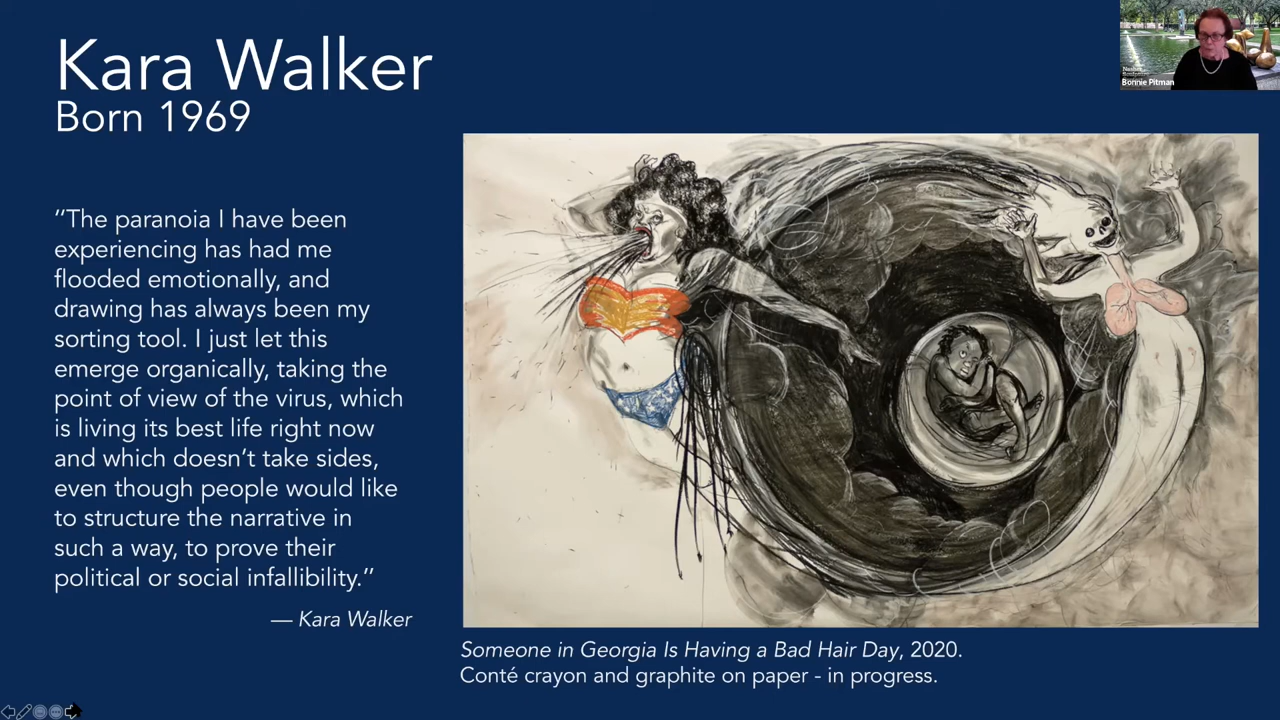 Kara Walker
Born 1969
“The paranoia I have been
experiencing has had me
flooded emotionally, and
drawing has always been my
sorting tool. I just let this
emerge organically, taking the
point of view of the virus, which
is living its best life right now
and which doesn’t take sides,
even though people would like
to structure the narrative in
such a way, to prove their
political or social infallibility.”
— Kara Walker
Someone in Georgia Is Having a Bad Hair Day, 2020.
Conté crayon and graphite on paper - in progress.
Bonnie Pitman